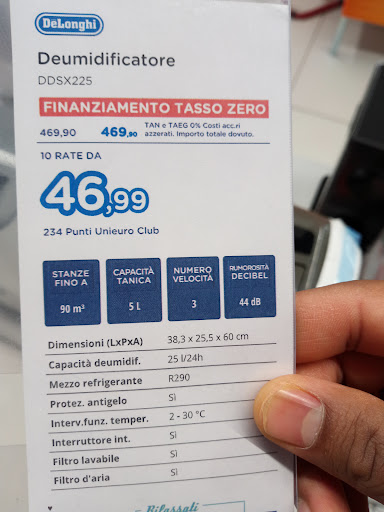 DeLonghi
Deumidificatore
DDSX225
FINANZIAMENTO TASSO ZERO
469,90 469,90 TAN e TAEG 0% Costi acc.ri
azzerati. Importo totale dovuto.
10 RATE DA
46,99
234 Punti Unieuro Club
STANZE FINO A 90 m³
CAPACITÀ TANICA 5 L
NUMERO VELOCITÀ 3
RUMOROSITÀ DECIBEL 44 dB
Dimensioni (LxPxA) 38,3 x 25,5 x 60 cm
Capacità deumidif. 25 l/24h
Mezzo refrigerante R290
Protez. antigelo Sì
Interv.funz. temper. 2 - 30 °C
Interruttore int. Sì
Filtro lavabile Sì
Filtro d'aria Sì
Rilassati